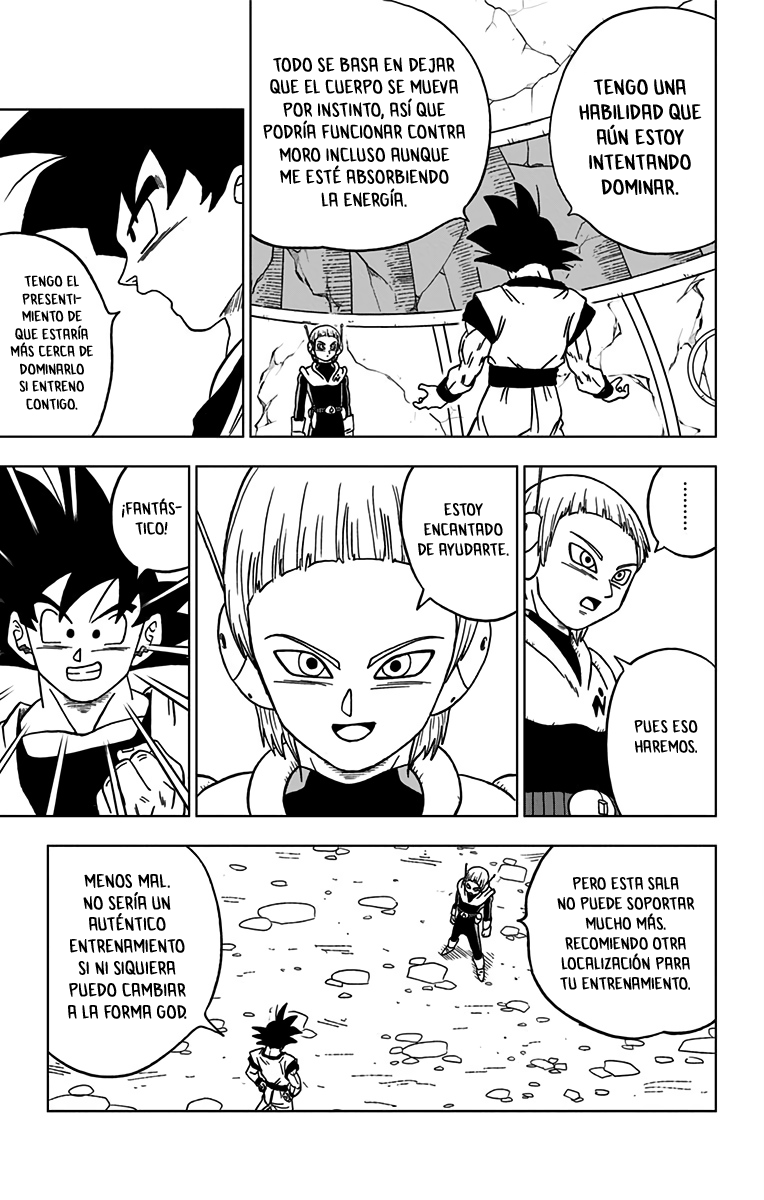 TENGO UNA
HABILIDAD QUE
AÚN ESTOY
INTENTANDO
DOMINAR.
TODO SE BASA EN DEJAR
QUE EL CUERPO SE MUEVA
POR INSTINTO, ASÍ QUE
PODRÍA FUNCIONAR CONTRA
MORO INCLUSO AUNQUE
ME ESTÉ ABSORBIENDO
LA ENERGÍA.
TENGO EL
PRESENTI-
MIENTO DE
QUE ESTARÍA
MÁS CERCA DE
DOMINARLO
SI ENTRENO
CONTIGO.
........
PUES ESO
HAREMOS.
ESTOY
ENCANTADO
DE AYUDARTE.
¡FANTÁS-
TICO!
PERO ESTA SALA
NO PUEDE SOPORTAR
MUCHO MÁS.
RECOMIENDO OTRA
LOCALIZACIÓN PARA
TU ENTRENAMIENTO.
MENOS MAL.
NO SERÍA UN
AUTÉNTICO
ENTRENAMIENTO
SI NI SIQUIERA
PUEDO CAMBIAR
A LA FORMA GOD.